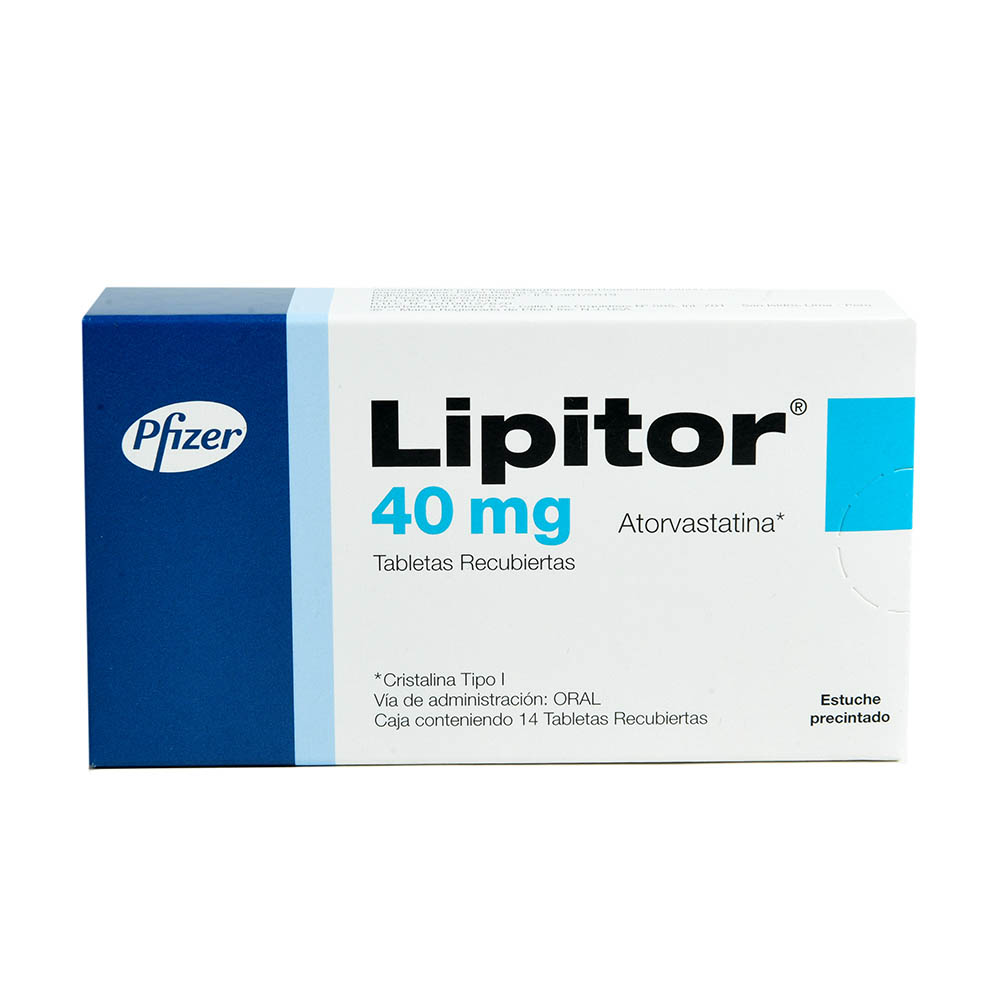 Pfizer
Lipitor®
40 mg
Atorvastatina*
Tabletas Recubiertas
*Cristalina Tipo I
Vía de administración: ORAL
Caja conteniendo 14 Tabletas Recubiertas
Estuche
precintado